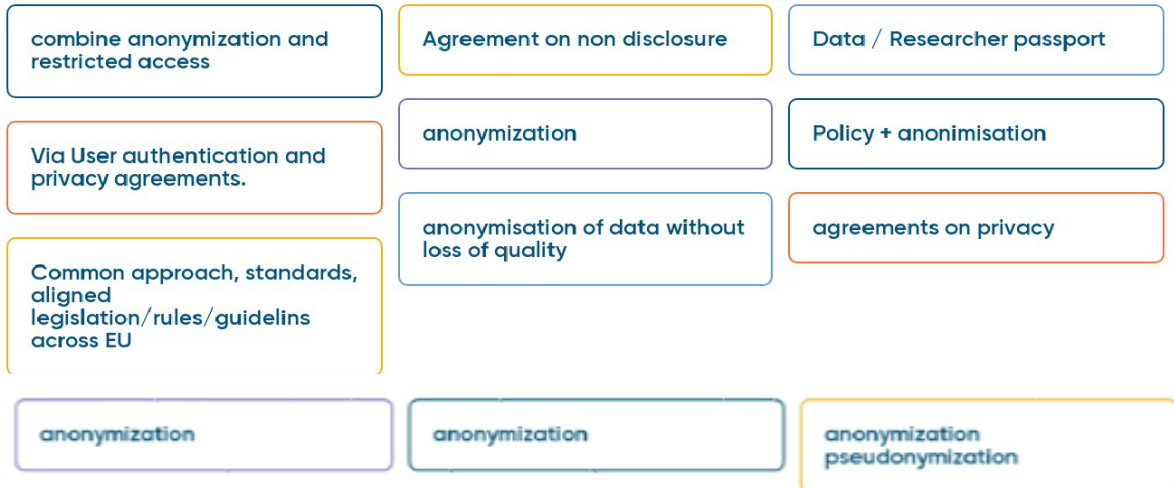 combine anonymization and
restricted access
Via User authentication and
privacy agreements.
Common approach, standards,
aligned
legislation/rules/guidelins
across EU
Agreement on non disclosure
anonymization
anonymisation of data without
loss of quality
Data / Researcher passport
Policy + anonimisation
agreements on privacy
anonymization
anonymization
anonymization
pseudonymization